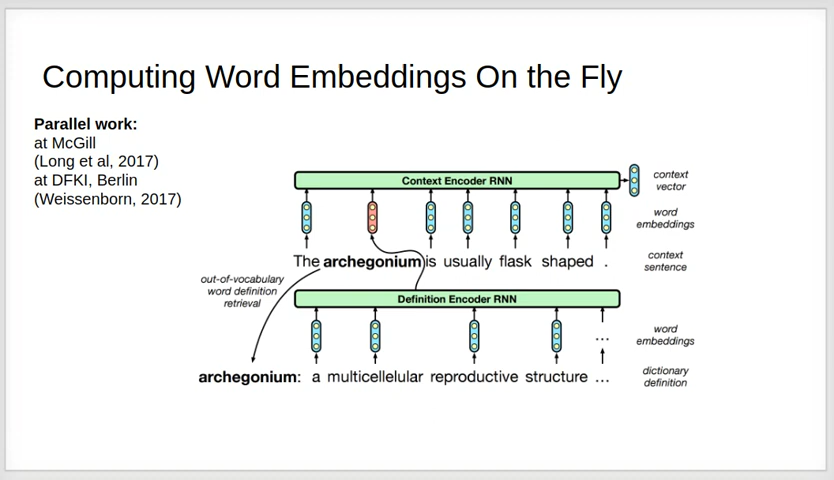 Computing Word Embeddings On the Fly
Parallel work:
at McGill
(Long et al, 2017)
at DFKI, Berlin
(Weissenborn, 2017)
Context Encoder RNN
context
vector
word
embeddings
The archegonium is usually flask shaped .
context
sentence
out-of-vocabulary
word definition
retrieval
Definition Encoder RNN
...
word
embeddings
archegonium: a multicellelular reproductive structure ...
dictionary
definition